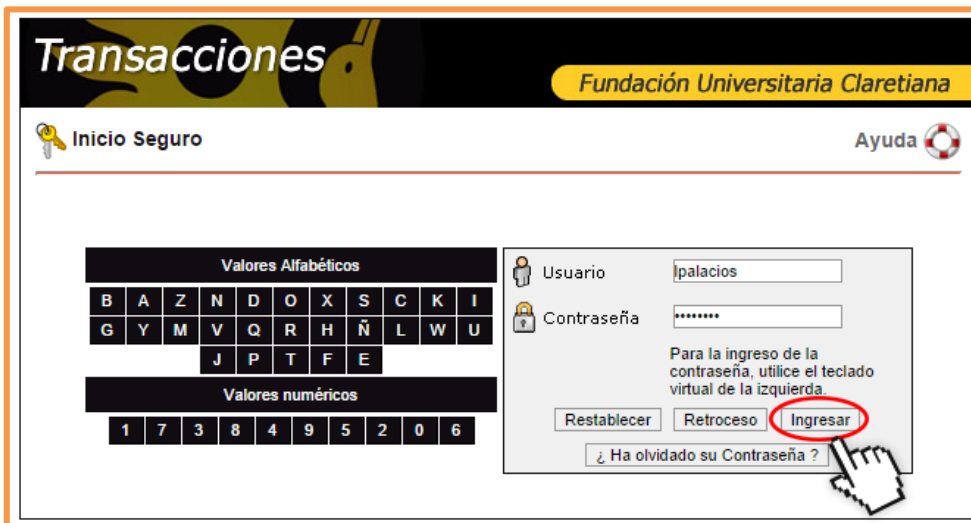 Transacciones
Fundación Universitaria Claretiana
Inicio Seguro
Ayuda
Valores Alfabéticos
B A Z N D O X S C K I
G Y M V Q R H Ñ L W U
J P T F E
Valores numéricos
1 7 3 8 4 9 5 2 0 6
Usuario lpalacios
Contraseña ••••••••
Para la ingreso de la
contraseña, utilice el teclado
virtual de la izquierda.
Restablecer Retroceso Ingresar
¿ Ha olvidado su Contraseña ?